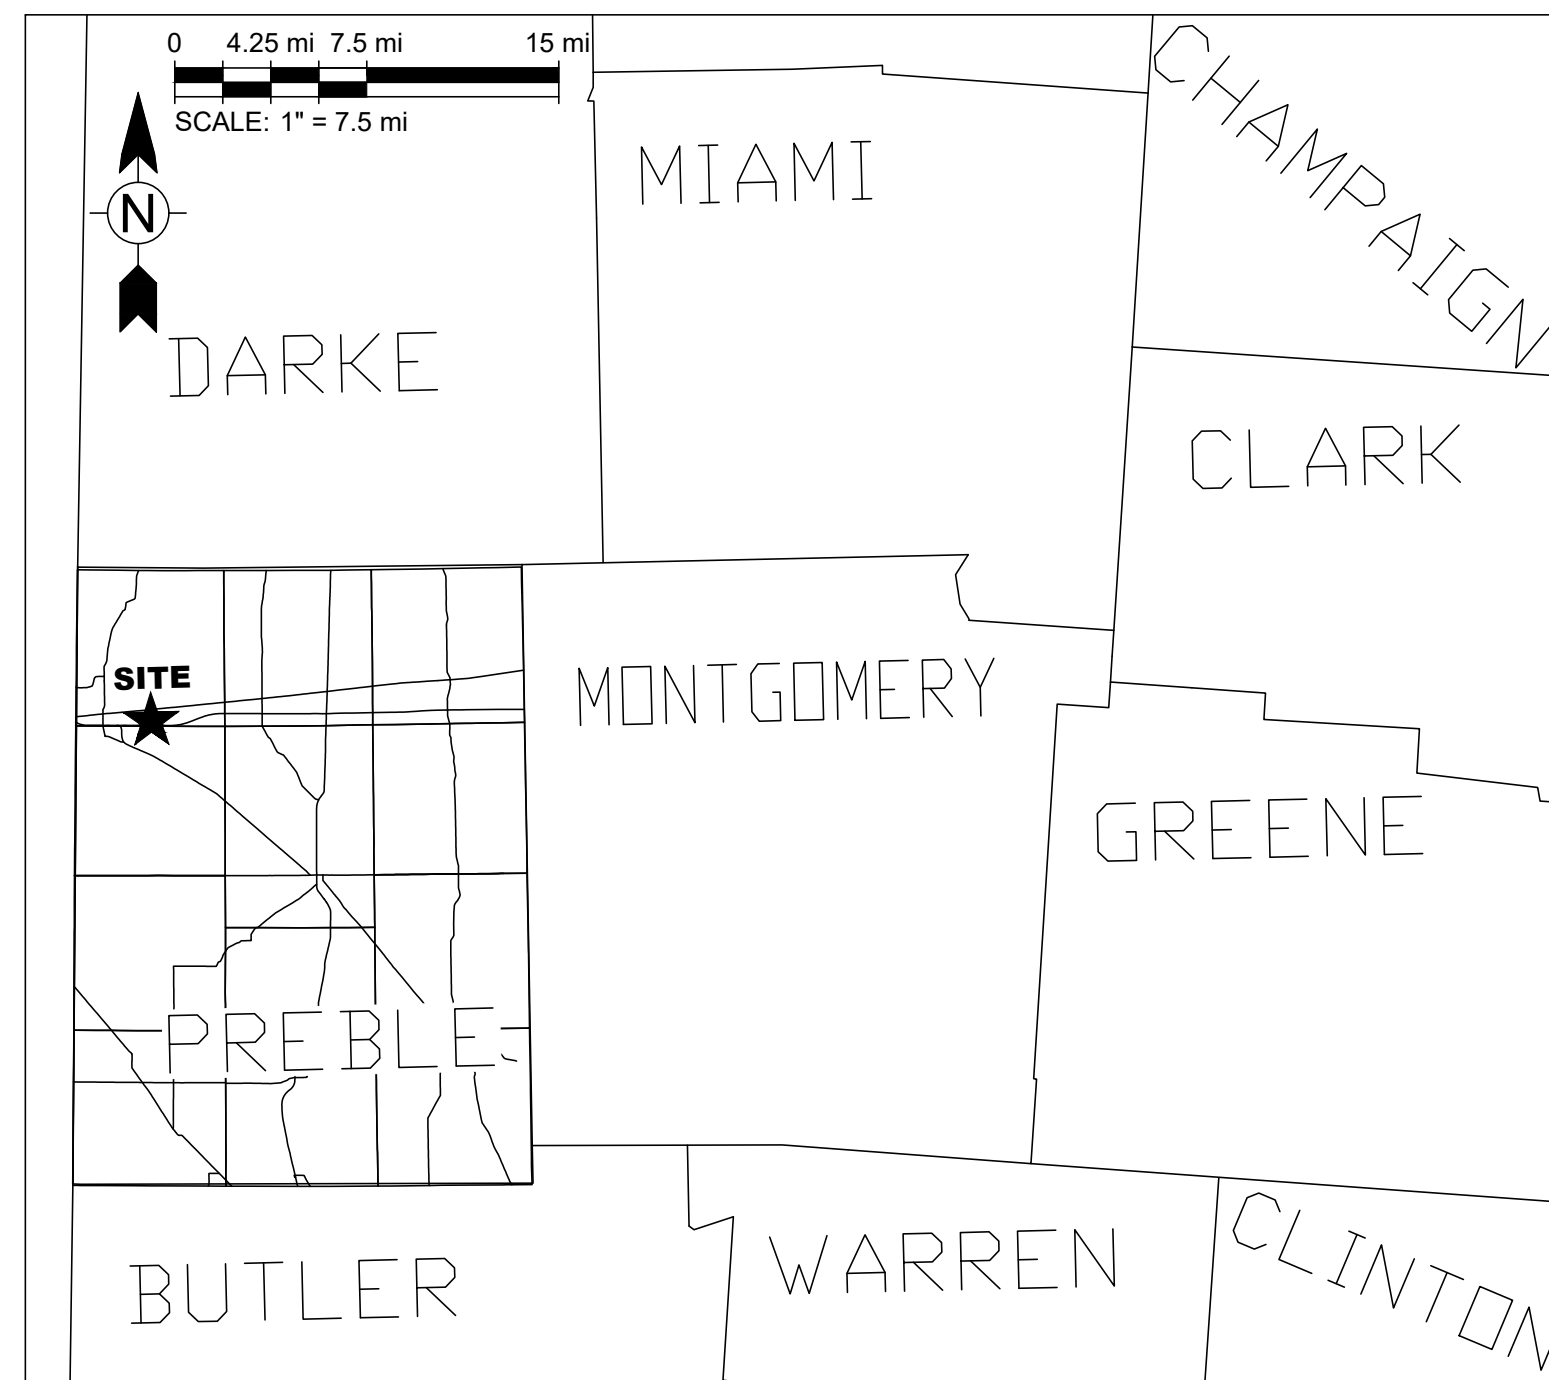 0 4.25 mi 7.5 mi 15 mi
SCALE: 1" = 7.5 mi
N
CHAMPAIGN
MIAMI
DARKE
CLARK
SITE
MONTGOMERY
GREENE
PREBLE
BUTLER
WARREN
CLINTON